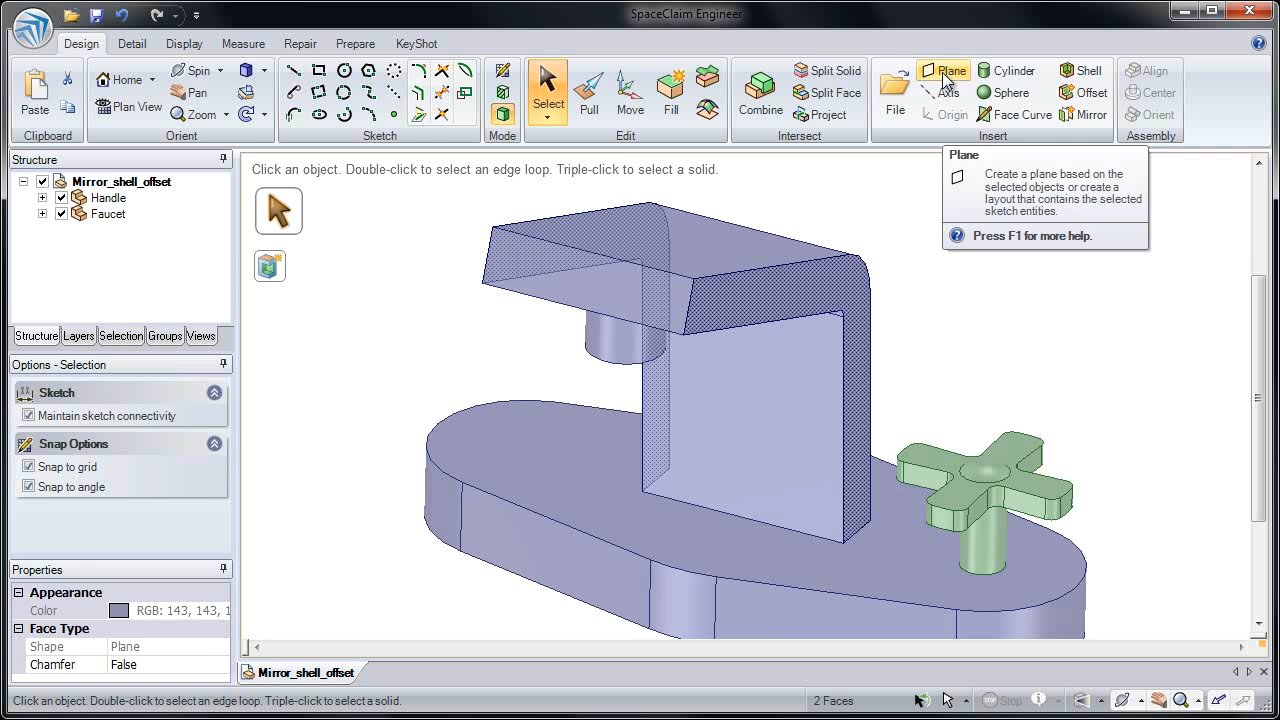 SpaceClaim Engineer
Design Detail Display Measure Repair Prepare KeyShot
Paste
Clipboard
Home
Plan View
Spin
Pan
Zoom
Orient
Sketch
Mode
Select Pull Move Fill
Edit
Combine
Split Solid
Split Face
Project
Intersect
File
Plane
Axis
Origin
Cylinder
Sphere
Face Curve
Shell
Offset
Mirror
Insert
Align
Center
Orient
Assembly
Structure
Mirror_shell_offset
Handle
Faucet
Structure Layers Selection Groups Views
Options - Selection
Sketch
Maintain sketch connectivity
Snap Options
Snap to grid
Snap to angle
Properties
Appearance
Color RGB: 143, 143, 1
Face Type
Shape Plane
Chamfer False
Click an object. Double-click to select an edge loop. Triple-click to select a solid.
Plane
Create a plane based on the
selected objects or create a
layout that contains the selected
sketch entities.
Press F1 for more help.
Mirror_shell_offset
Click an object. Double-click to select an edge loop. Triple-click to select a solid.
2 Faces
Stop